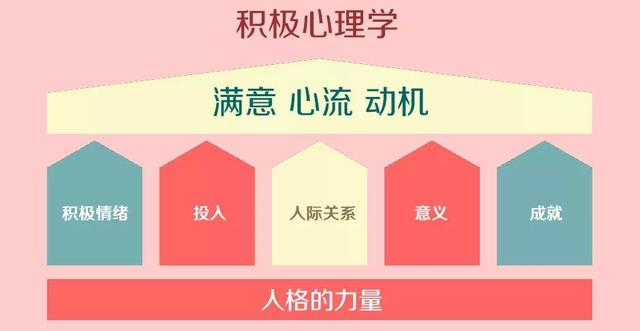 积极心理学
满意 心流 动机
积极情绪
投入
人际关系
意义
成就
人格的力量